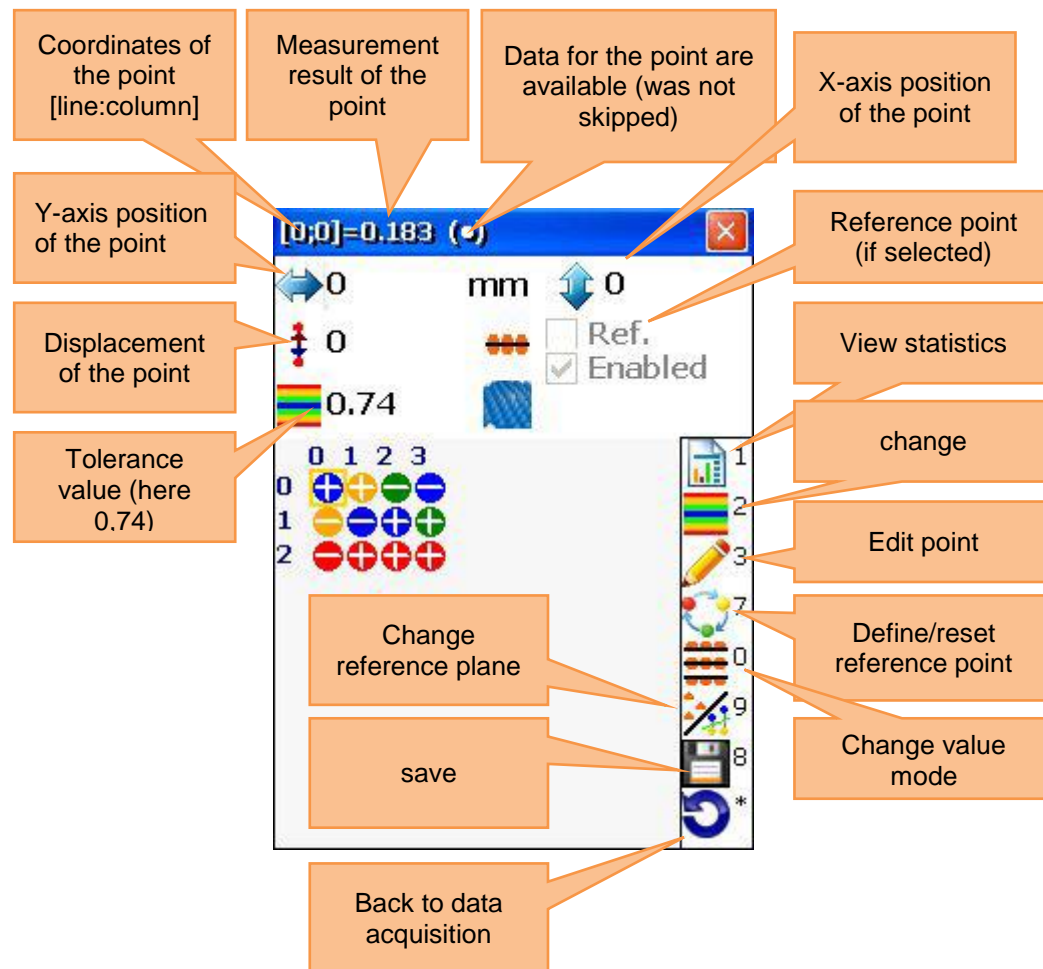 Coordinates of
the point
[line:column]
Measurement
result of the
point
Data for the point are
available (was not
skipped)
X-axis position
of the point
Y-axis position
of the point
[0;0]=0.183 (•)
Reference point
(if selected)
0
mm
0
Displacement
of the point
0
Ref.
Enabled
View statistics
0.74
Tolerance
value (here
0.74)
0 1 2 3
0
1
2
1
2
3
7
0
9
8
*
change
Edit point
Define/reset
reference point
Change
reference plane
Change value
mode
save
Back to data
acquisition